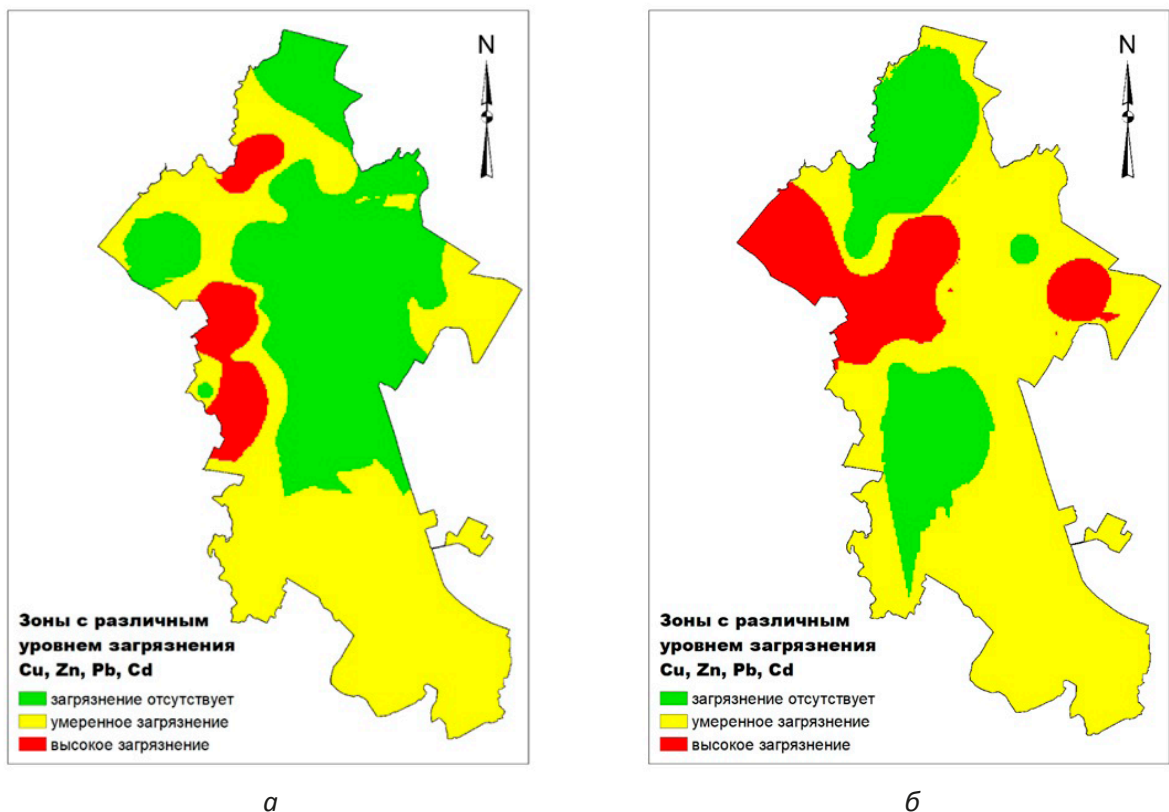 N
Зоны с различным
уровнем загрязнения
Cu, Zn, Pb, Cd
загрязнение отсутствует
умеренное загрязнение
высокое загрязнение
а
N
Зоны с различным
уровнем загрязнения
Cu, Zn, Pb, Cd
загрязнение отсутствует
умеренное загрязнение
высокое загрязнение
б